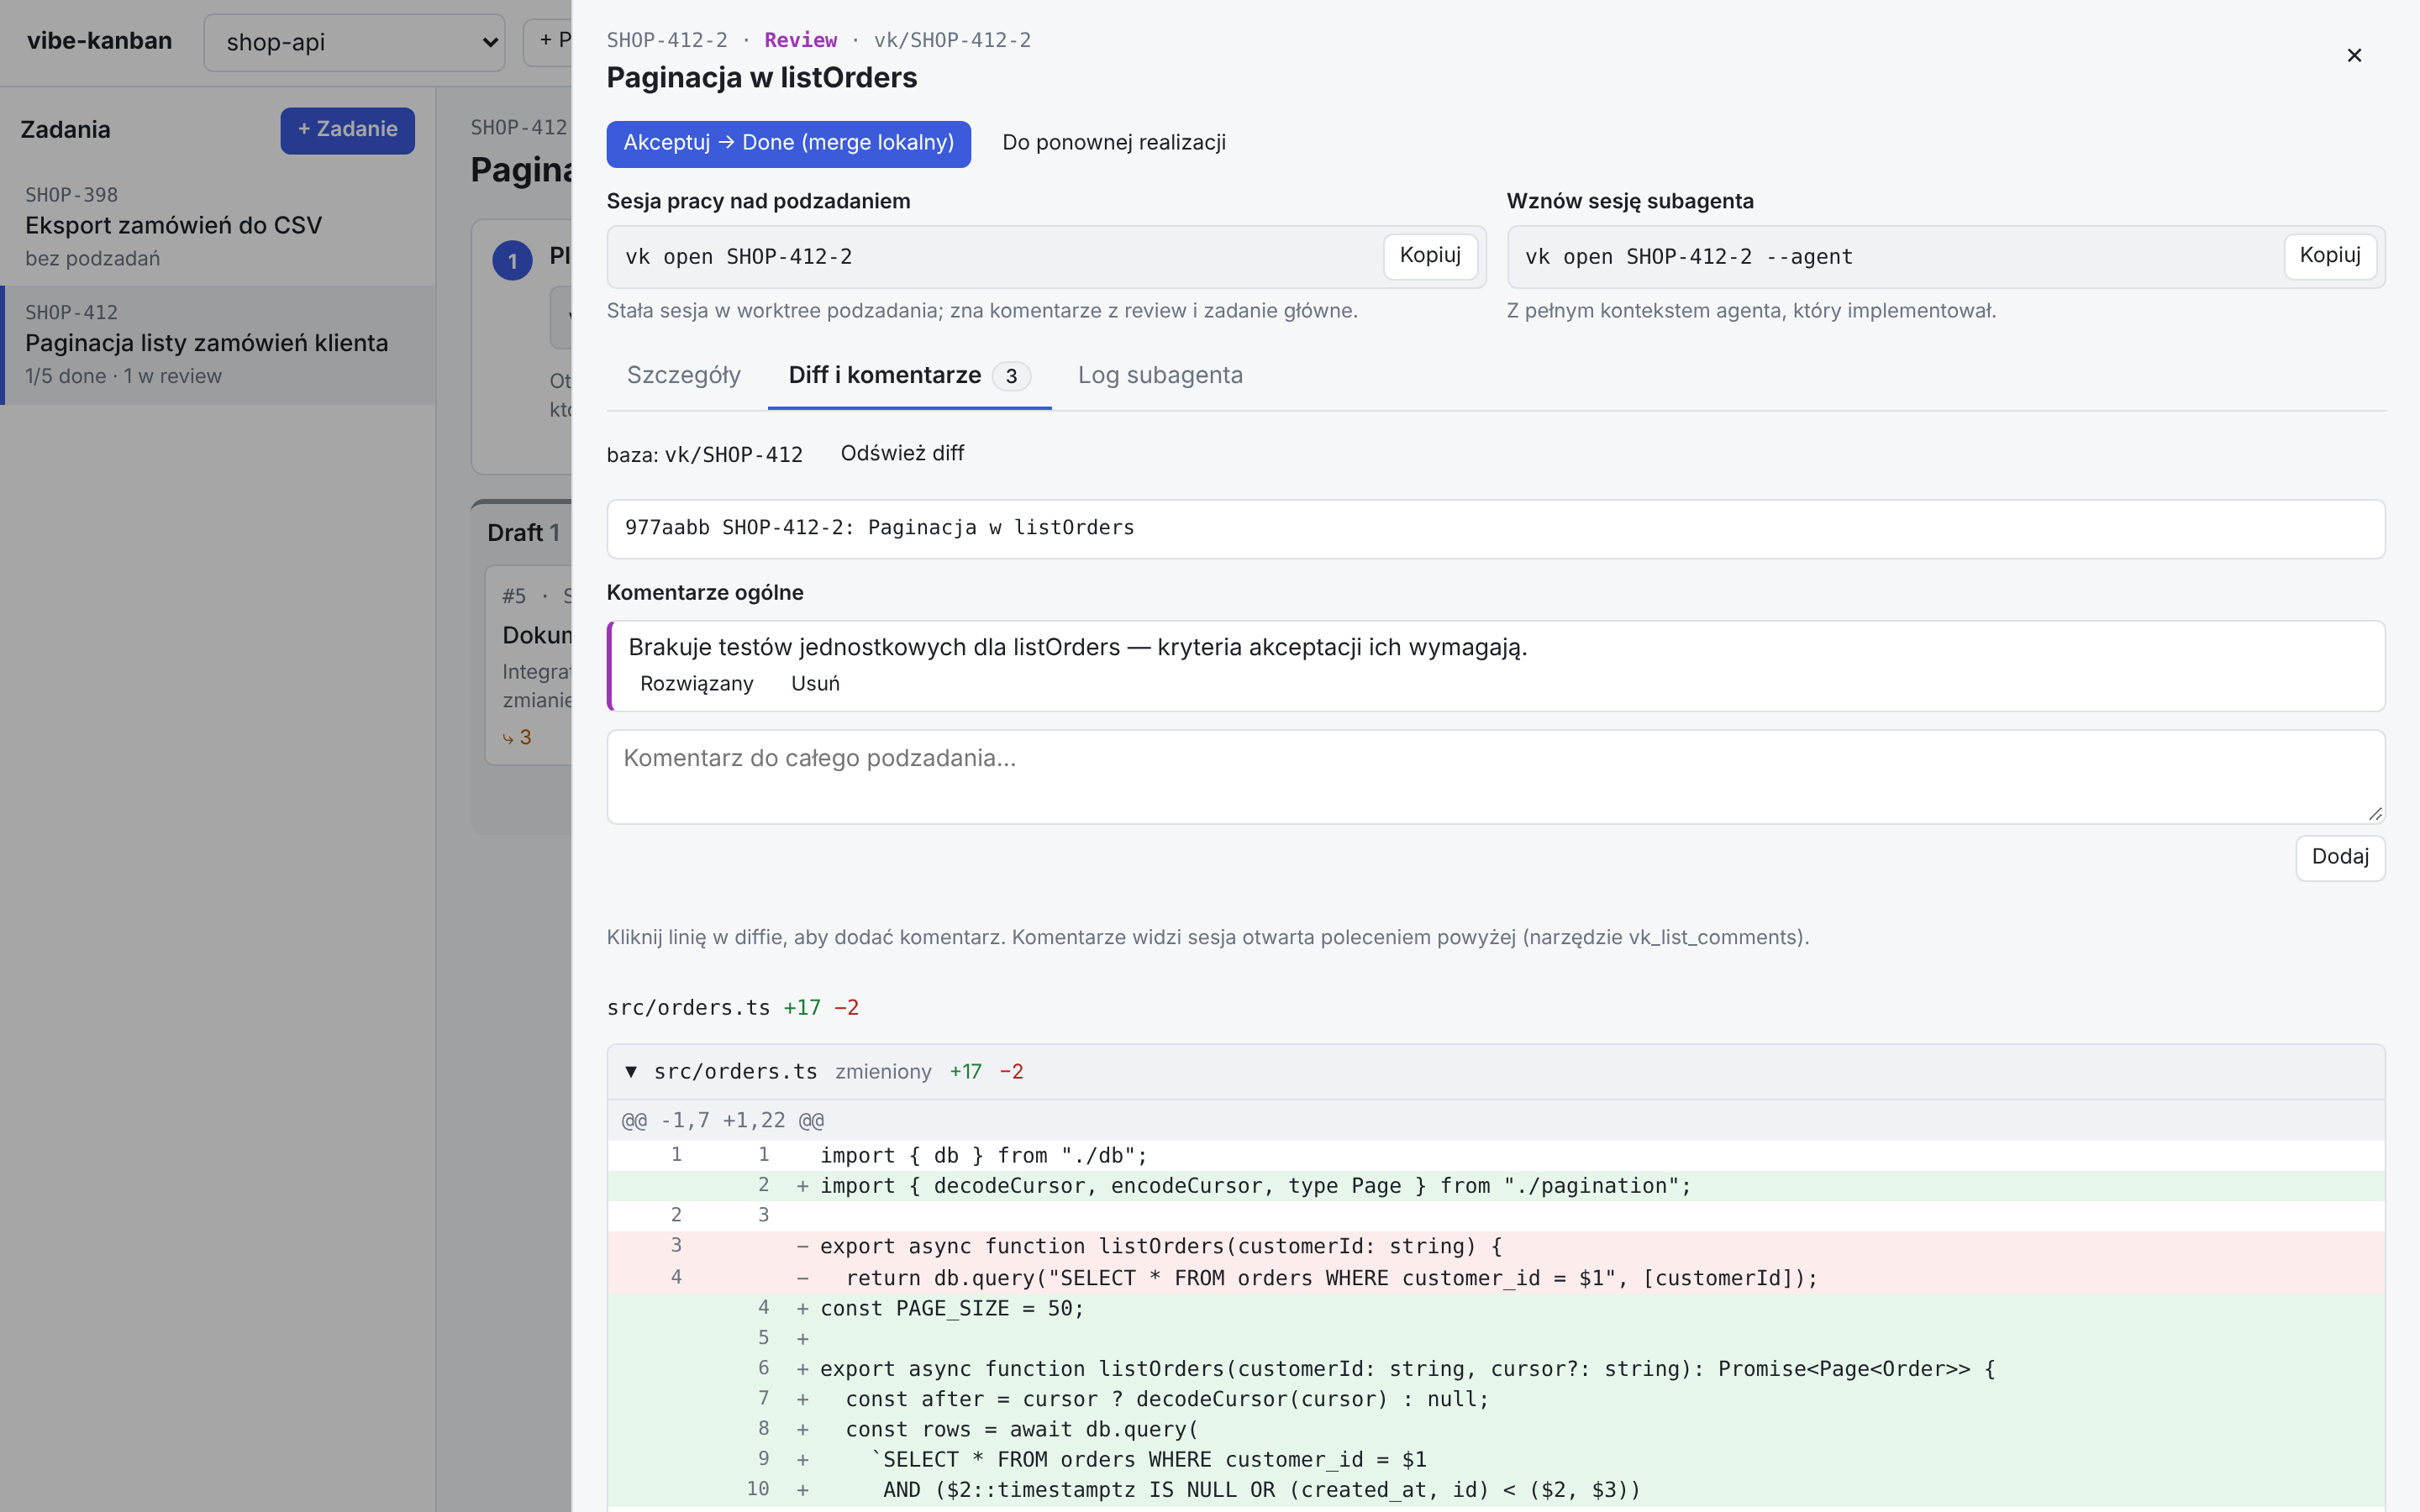 vibe-kanban
shop-api
+ P
Zadania
+ Zadanie
SHOP-398
Eksport zamówień do CSV
bez podzadań
SHOP-412
Paginacja listy zamówień klienta
1/5 done · 1 w review
SHOP-412
Pagina
1
Pl
Ot
kto
Draft 1
#5 · S
Dokun
Integrat
zmianie
⤷ 3
SHOP-412-2 · Review · vk/SHOP-412-2
Paginacja w listOrders
×
Akceptuj → Done (merge lokalny)
Do ponownej realizacji
Sesja pracy nad podzadaniem
vk open SHOP-412-2
Kopiuj
Stała sesja w worktree podzadania; zna komentarze z review i zadanie główne.
Wznów sesję subagenta
vk open SHOP-412-2 --agent
Kopiuj
Z pełnym kontekstem agenta, który implementował.
Szczegóły
Diff i komentarze 3
Log subagenta
baza: vk/SHOP-412
Odśwież diff
977aabb SHOP-412-2: Paginacja w listOrders
Komentarze ogólne
Brakuje testów jednostkowych dla listOrders — kryteria akceptacji ich wymagają.
Rozwiązany
Usuń
Komentarz do całego podzadania...
Dodaj
Kliknij linię w diffie, aby dodać komentarz. Komentarze widzi sesja otwarta poleceniem powyżej (narzędzie vk_list_comments).
src/orders.ts +17 −2
▼ src/orders.ts zmieniony +17 −2
@@ -1,7 +1,22 @@
1 1 import { db } from "./db";
2 + import { decodeCursor, encodeCursor, type Page } from "./pagination";
2 3
3 − export async function listOrders(customerId: string) {
4 − return db.query("SELECT * FROM orders WHERE customer_id = $1", [customerId]);
4 + const PAGE_SIZE = 50;
5 +
6 + export async function listOrders(customerId: string, cursor?: string): Promise<Page<Order>> {
7 + const after = cursor ? decodeCursor(cursor) : null;
8 + const rows = await db.query(
9 + `SELECT * FROM orders WHERE customer_id = $1
10 + AND ($2::timestamptz IS NULL OR (created_at, id) < ($2, $3))